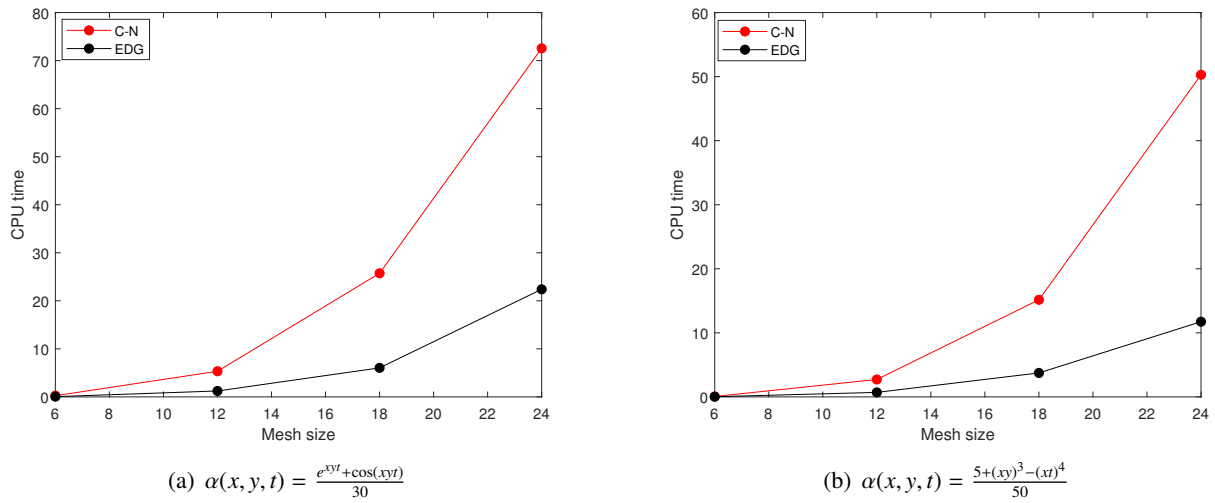 80
70
60
50
40
30
20
10
0
CPU time
C-N
EDG
6 8 10 12 14 16 18 20 22 24
Mesh size
(a) α(x, y, t) = \frac{e^{xyt}+cos(xyt)}{30}
60
50
40
30
20
10
0
CPU time
C-N
EDG
6 8 10 12 14 16 18 20 22 24
Mesh size
(b) α(x, y, t) = \frac{5+(xy)^3−(xt)^4}{50}